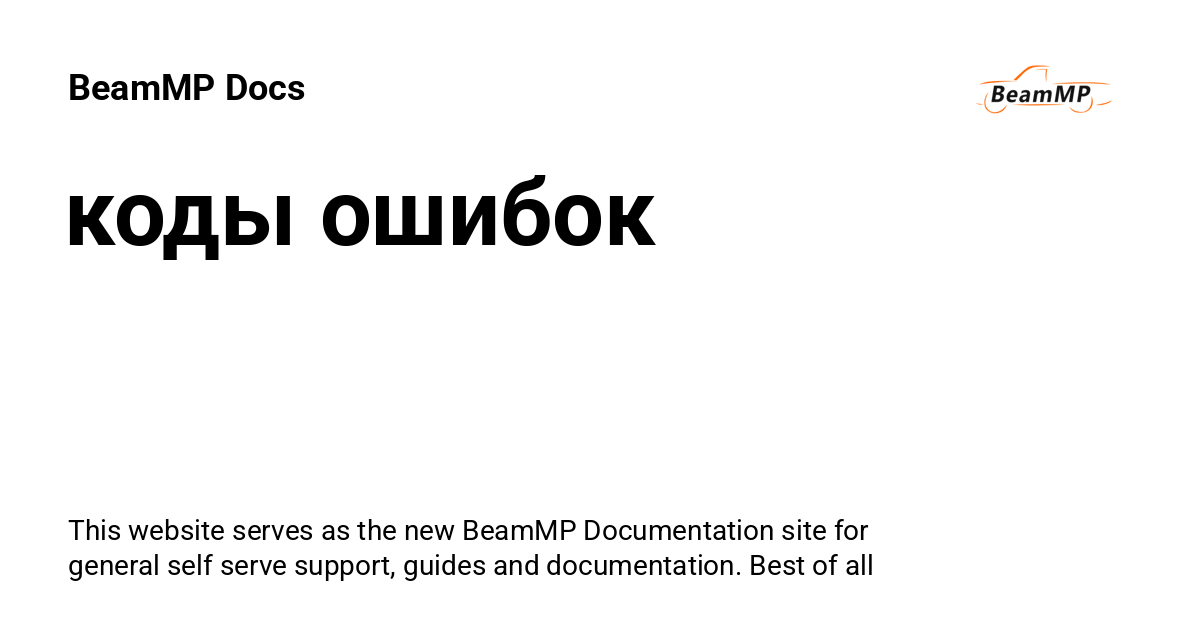 BeamMP Docs
BeamMP
коды ошибок
This website serves as the new BeamMP Documentation site for
general self serve support, guides and documentation. Best of all